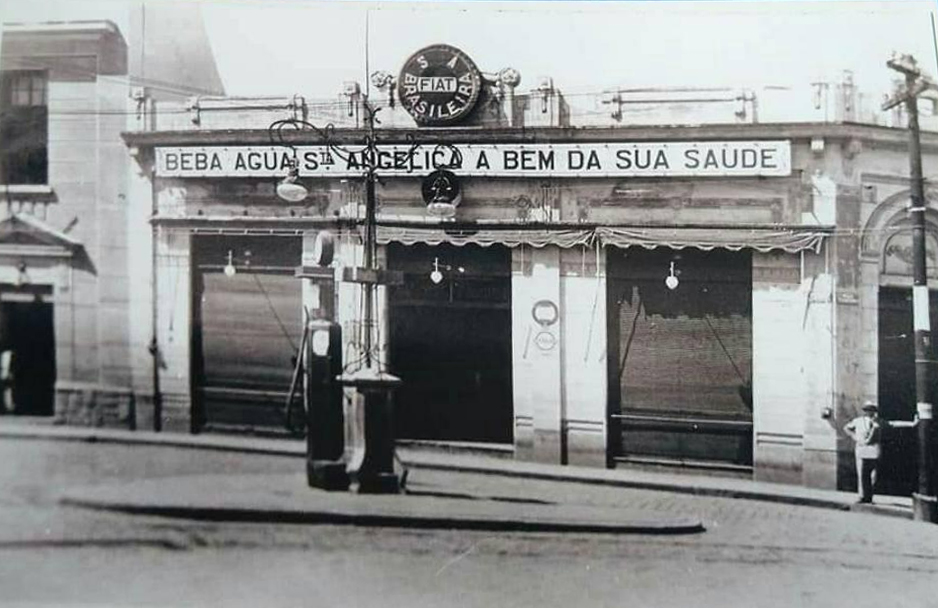 S A
FIAT
BRASILEIRA
BEBA AGUA STA. ANGELICA A BEM DA SUA SAUDE